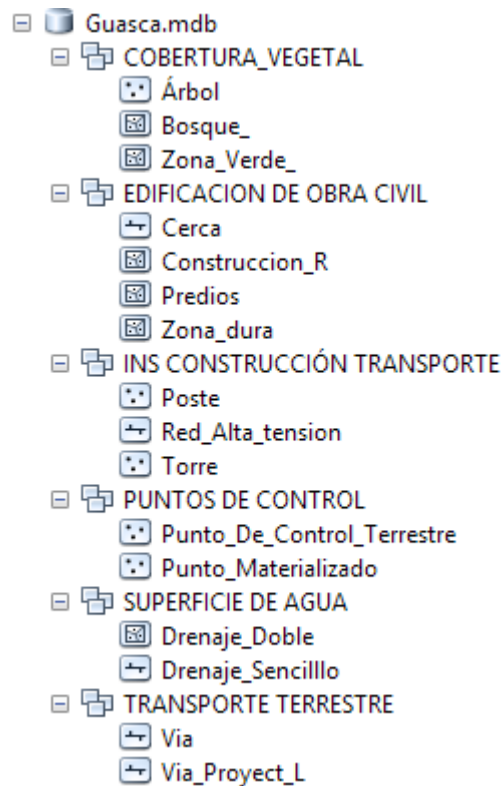 Guasca.mdb
COBERTURA_VEGETAL
Árbol
Bosque_
Zona_Verde_
EDIFICACION DE OBRA CIVIL
Cerca
Construccion_R
Predios
Zona_dura
INS CONSTRUCCIÓN TRANSPORTE
Poste
Red_Alta_tension
Torre
PUNTOS DE CONTROL
Punto_De_Control_Terrestre
Punto_Materializado
SUPERFICIE DE AGUA
Drenaje_Doble
Drenaje_Sencilllo
TRANSPORTE TERRESTRE
Via
Via_Proyect_L